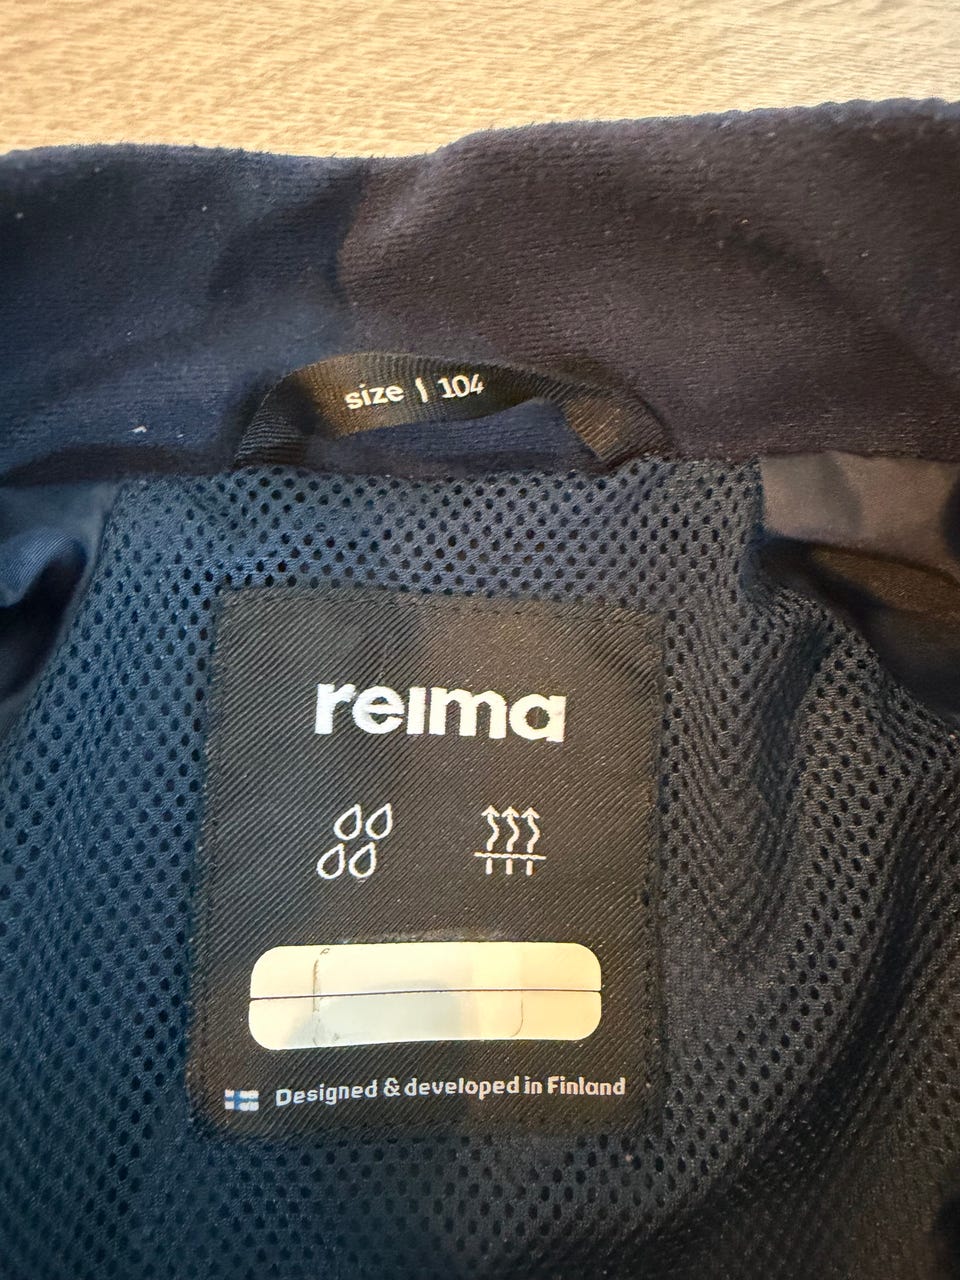 size | 104
reima
Designed & developed in Finland